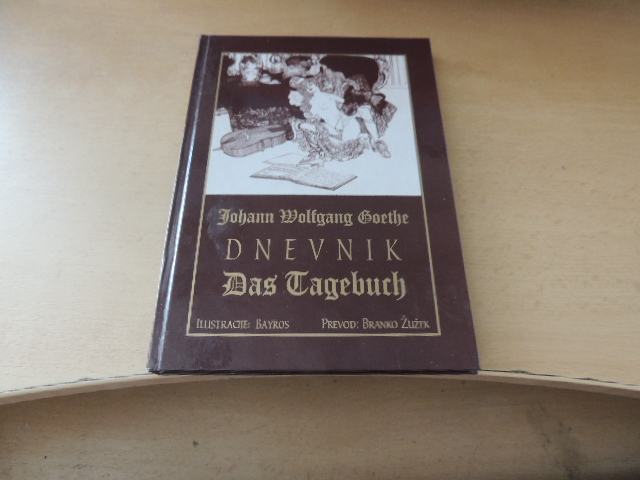 Johann Wolfgang Goethe
DNEVNIK
Das Tagebuch
ILUSTRACIJE: BAYROS PREVOD: BRANKO ŽUŽEK